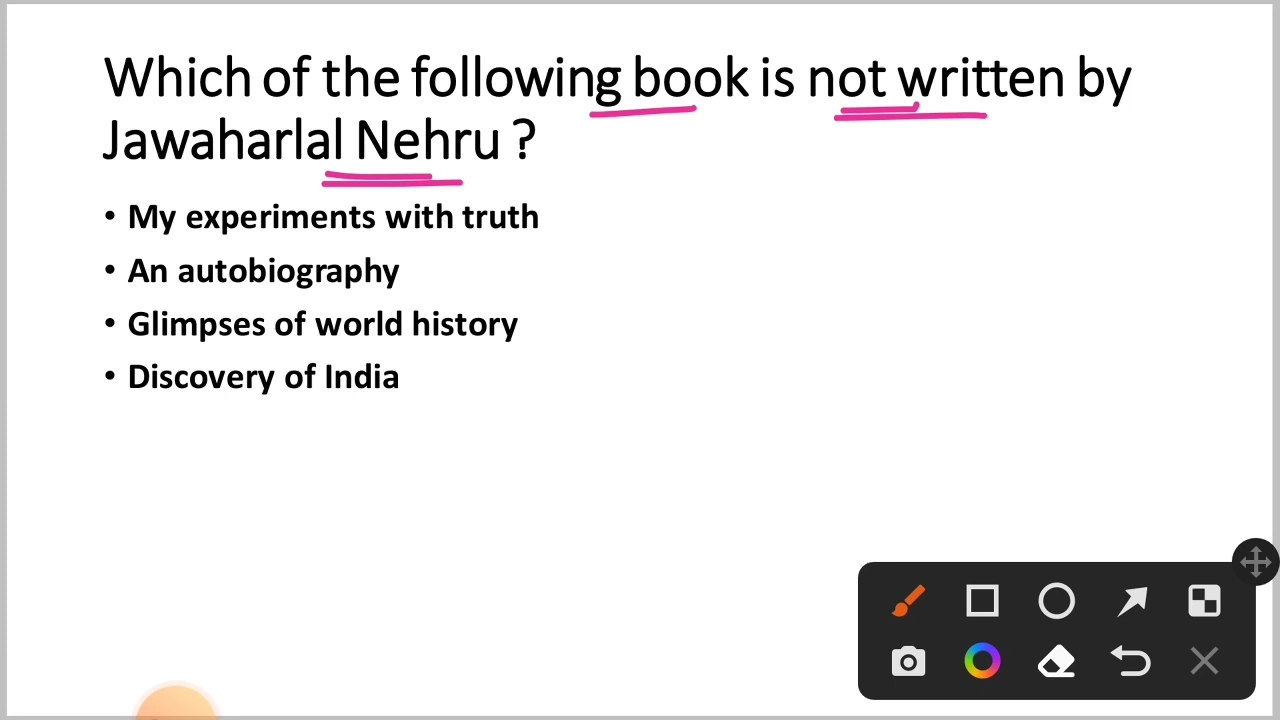 Which of the following book is not written by
Jawaharlal Nehru ?
• My experiments with truth
• An autobiography
• Glimpses of world history
• Discovery of India